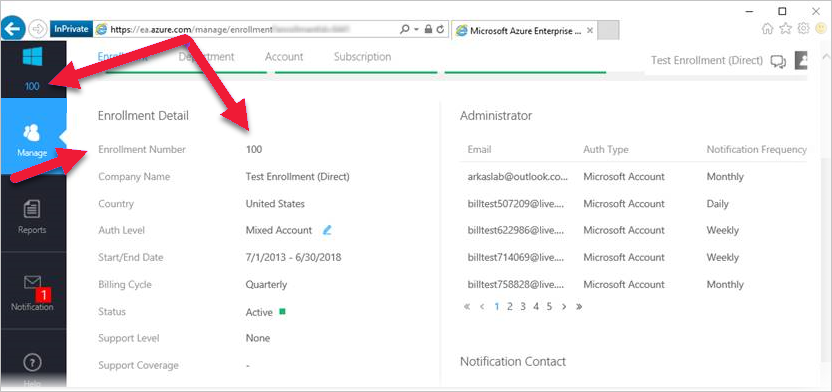 InPrivate https://ea.azure.com/manage/enrollment Microsoft Azure Enterprise ...
Enrollment Department Account Subscription Test Enrollment (Direct)
100
Manage
Reports
1
Notification
Help
Enrollment Detail
Enrollment Number 100
Company Name Test Enrollment (Direct)
Country United States
Auth Level Mixed Account
Start/End Date 7/1/2013 - 6/30/2018
Billing Cycle Quarterly
Status Active
Support Level None
Support Coverage -
Administrator
Email Auth Type Notification Frequency
arkaslab@outlook.co... Microsoft Account Monthly
billtest507209@live.... Microsoft Account Daily
billtest622986@live.... Microsoft Account Weekly
billtest714069@live.... Microsoft Account Weekly
billtest758828@live.... Microsoft Account Monthly
« < 1 2 3 4 5 > »
Notification Contact